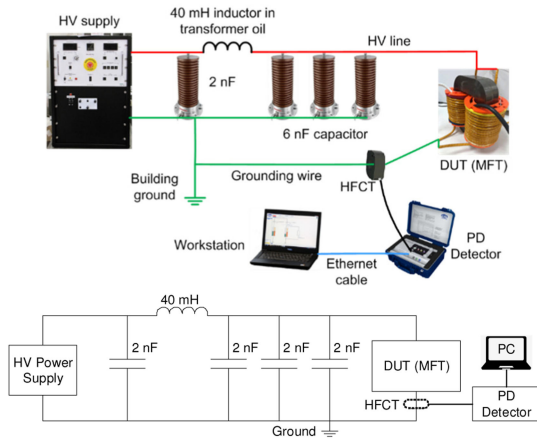 40 mH inductor in
transformer oil
HV supply
HV line
2 nF
6 nF capacitor
DUT (MFT)
Building
ground
Grounding wire
HFCT
Workstation
Ethernet
cable
PD
Detector
40 mH
HV Power
Supply
2 nF
2 nF
2 nF
2 nF
DUT (MFT)
PC
HFCT
PD
Detector
Ground